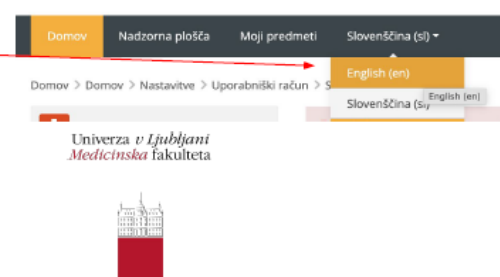 Domov Nadzorna plošča Moji predmeti Slovenščina (sl)
English (en)
Domov > Domov > Nastavitve > Uporabniški račun > S
English (en)
Slovenščina (sl)
Univerza v Ljubljani
Medicinska fakulteta